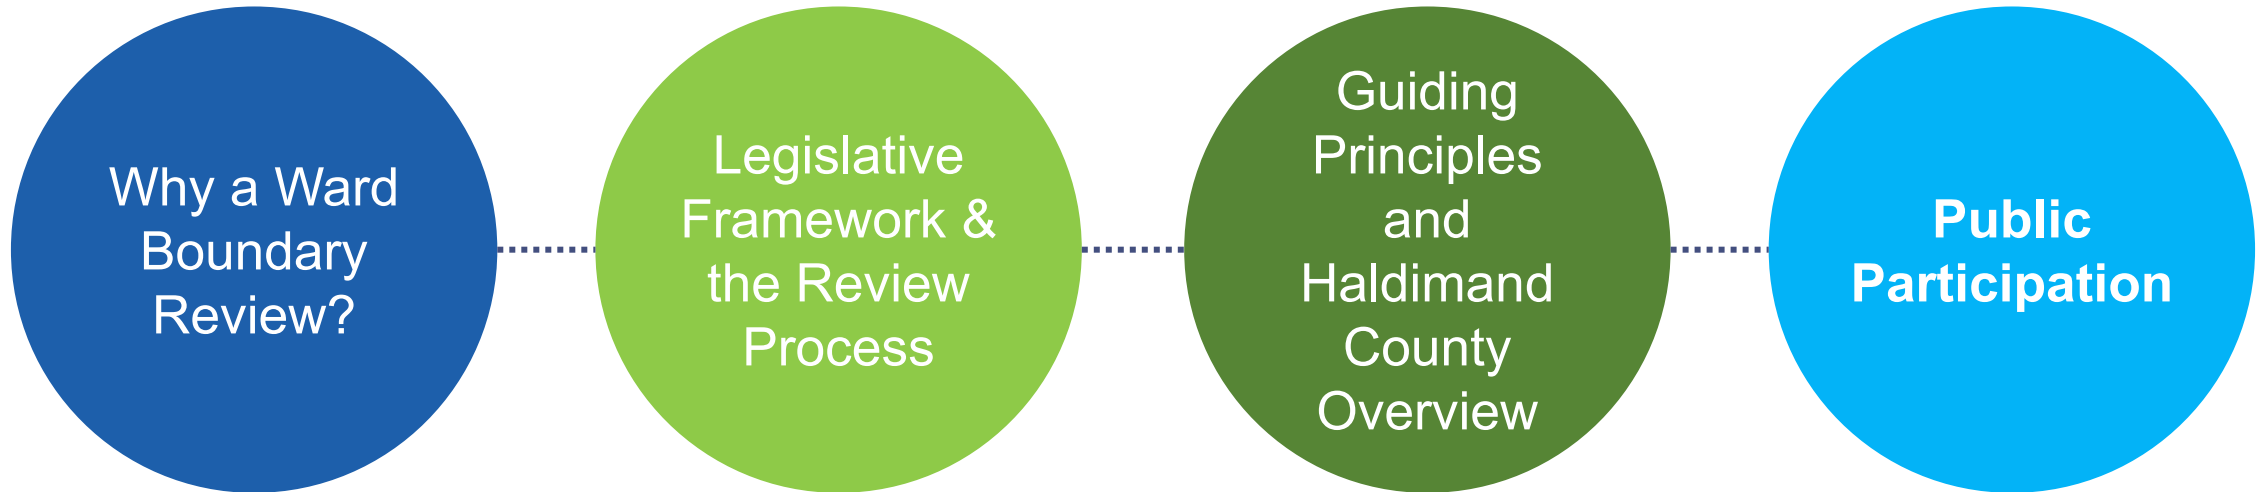 Why a Ward
Boundary
Review?
Legislative
Framework &
the Review
Process
Guiding
Principles
and
Haldimand
County
Overview
Public
Participation